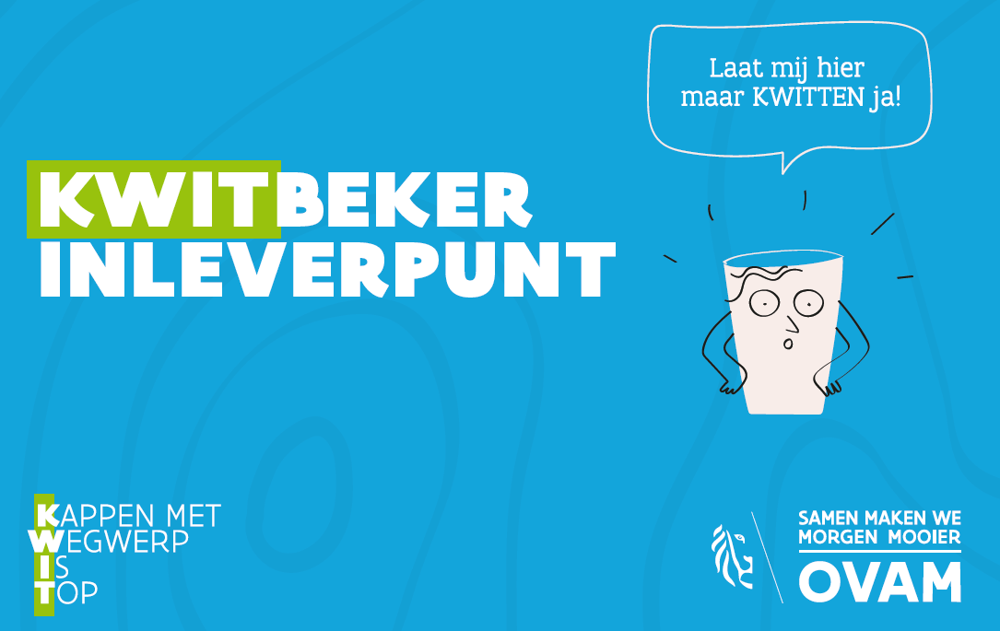 Laat mij hier
maar KWITTEN ja!
KWITBEKER
INLEVERPUNT
KAPPEN MET
WEGWERP
IS
TOP
SAMEN MAKEN WE
MORGEN MOOIER
OVAM